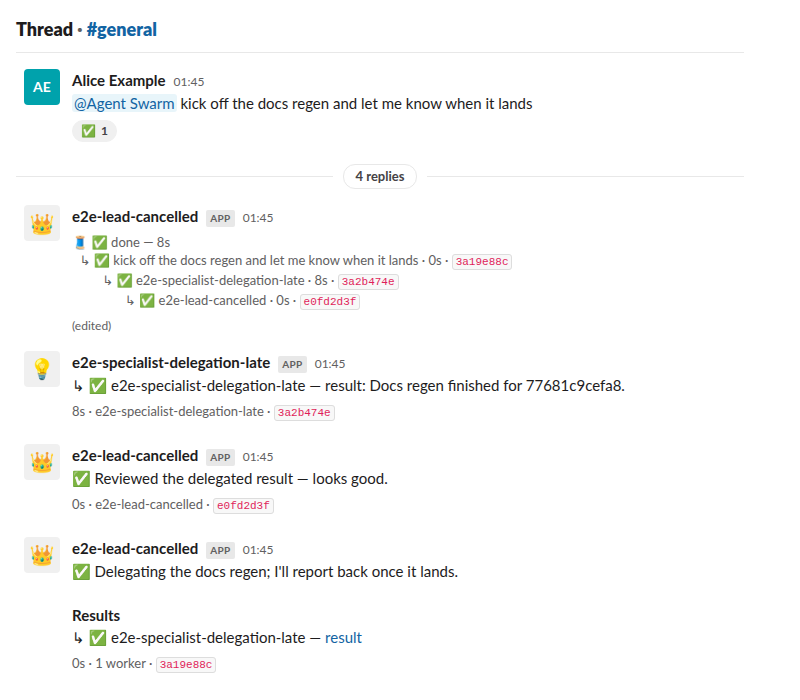 Thread • #general
AE
Alice Example 01:45
@Agent Swarm kick off the docs regen and let me know when it lands
✅ 1
4 replies
e2e-lead-cancelled APP 01:45
🧵 ✅ done — 8s
↳ ✅ kick off the docs regen and let me know when it lands · 0s · 3a19e88c
↳ ✅ e2e-specialist-delegation-late · 8s · 3a2b474e
↳ ✅ e2e-lead-cancelled · 0s · e0fd2d3f
(edited)
e2e-specialist-delegation-late APP 01:45
↳ ✅ e2e-specialist-delegation-late — result: Docs regen finished for 77681c9cefa8.
8s · e2e-specialist-delegation-late · 3a2b474e
e2e-lead-cancelled APP 01:45
✅ Reviewed the delegated result — looks good.
0s · e2e-lead-cancelled · e0fd2d3f
e2e-lead-cancelled APP 01:45
✅ Delegating the docs regen; I'll report back once it lands.
Results
↳ ✅ e2e-specialist-delegation-late — result
0s · 1 worker · 3a19e88c